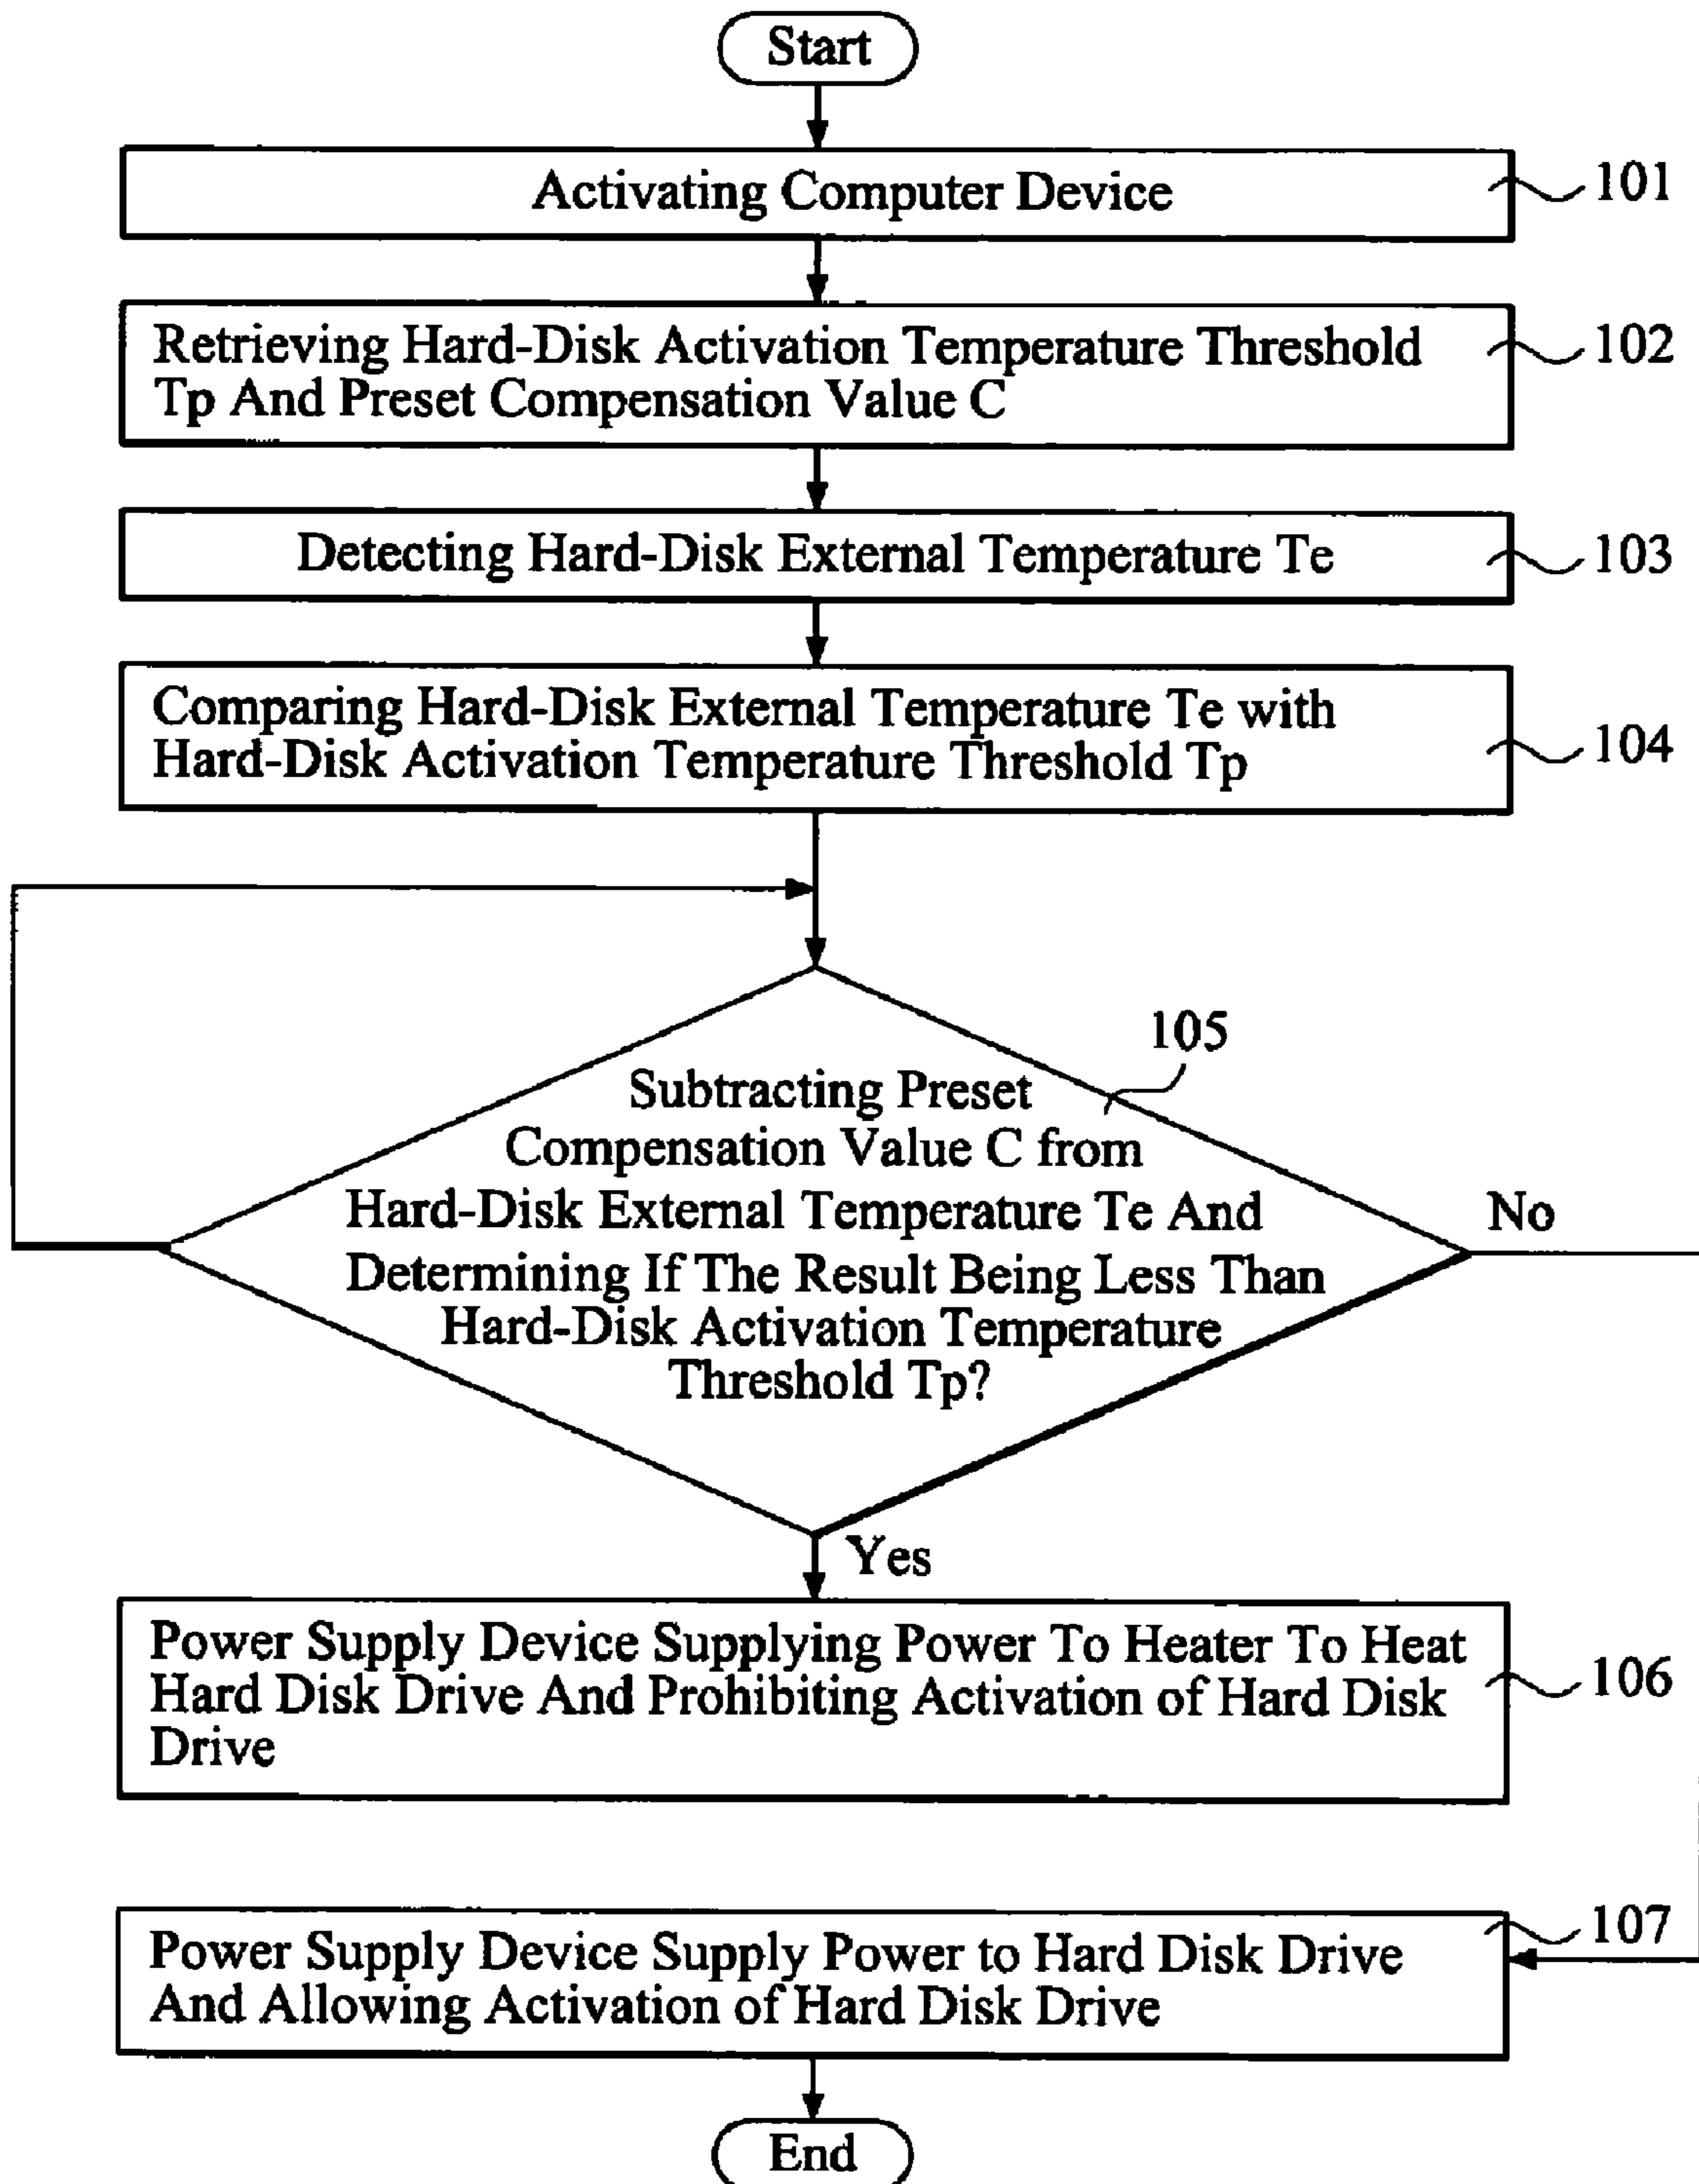 Start
Activating Computer Device
101
Retrieving Hard-Disk Activation Temperature Threshold
Tp And Preset Compensation Value C
102
Detecting Hard-Disk External Temperature Te
103
Comparing Hard-Disk External Temperature Te with
Hard-Disk Activation Temperature Threshold Tp
104
105
Subtracting Preset
Compensation Value C from
Hard-Disk External Temperature Te And
Determining If The Result Being Less Than
Hard-Disk Activation Temperature
Threshold Tp?
No
Yes
Power Supply Device Supplying Power To Heater To Heat
Hard Disk Drive And Prohibiting Activation of Hard Disk
Drive
106
Power Supply Device Supply Power to Hard Disk Drive
And Allowing Activation of Hard Disk Drive
107
End